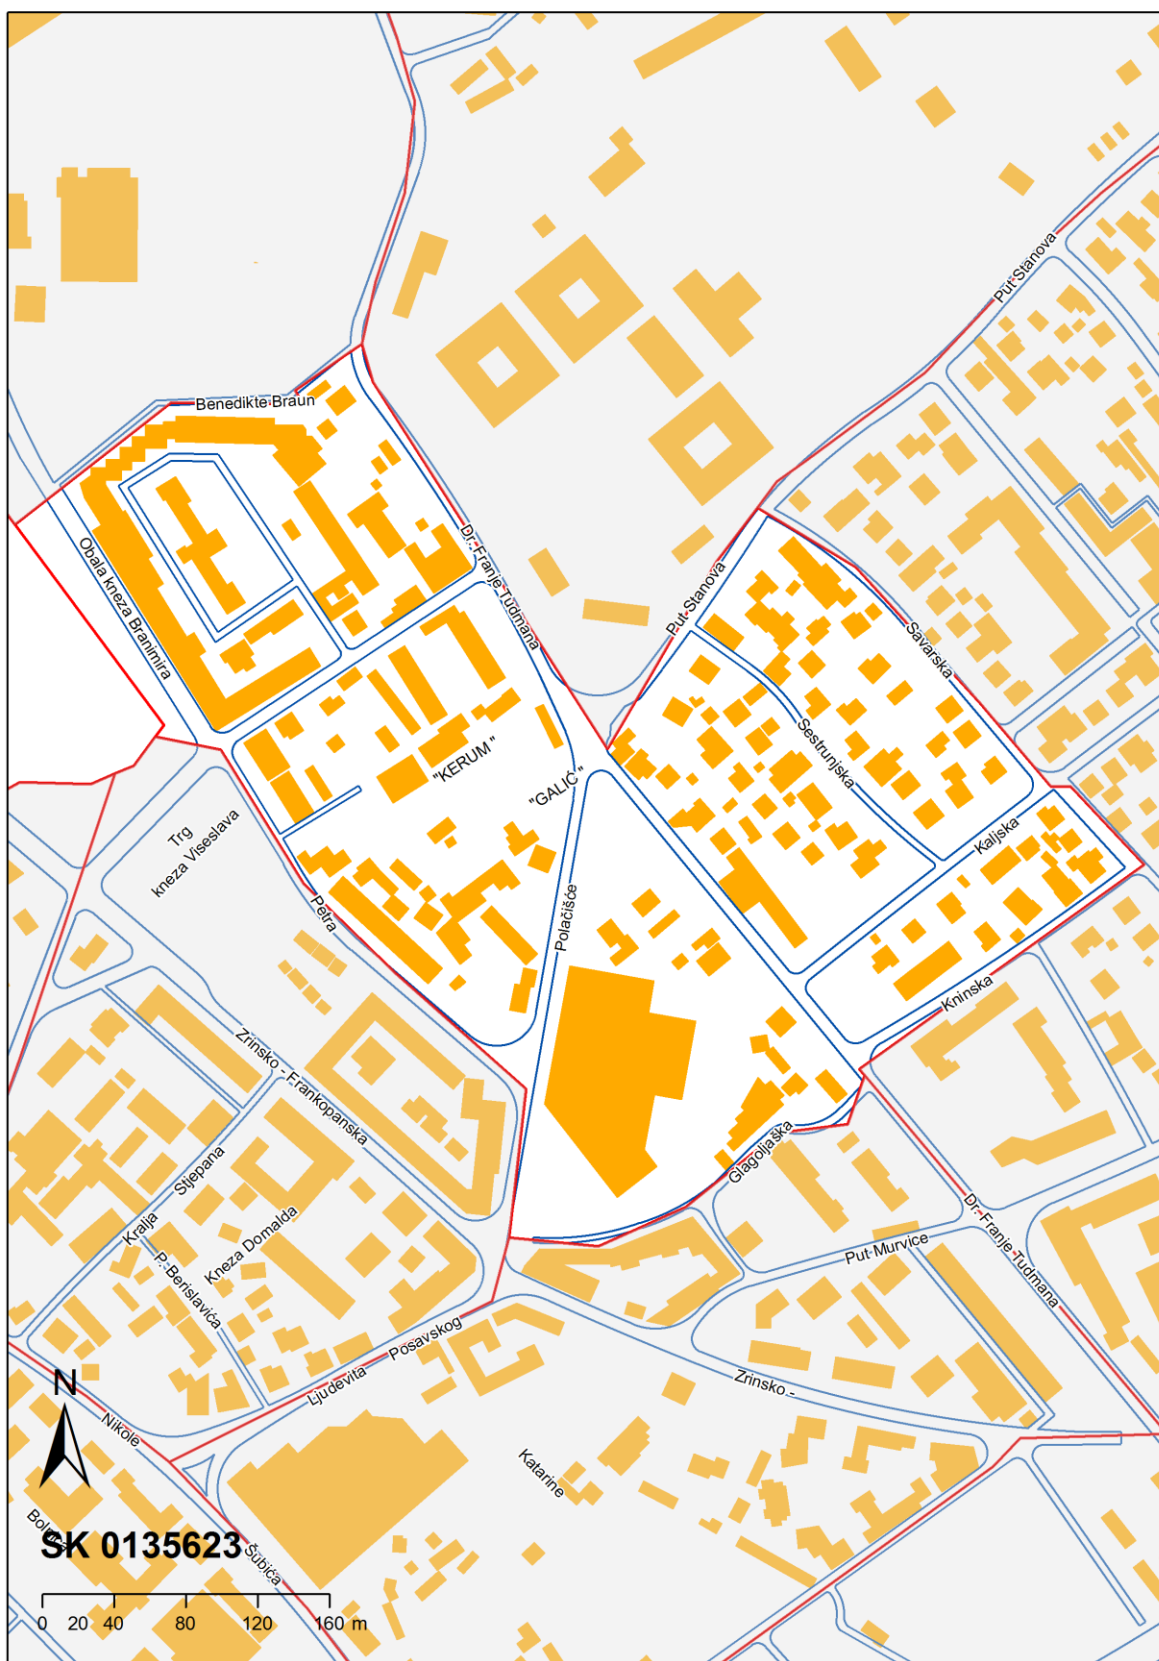 Put Stanova
Benedikte Braun
Dr. Franje Tuđmana
Obala kneza Branimira
Put Stanova
Savarska
Sestrunjska
"KERUM"
"GALIĆ"
Trg
kneza Viseslava
Kaljska
Petra
Polačišće
Kninska
Zrinsko - Frankopanska
Glagoljaška
Kralja Stjepana
Kneza Domalda
P. Berislavića
Put Murvice
Dr. Franje Tuđmana
Ljudevita Posavskog
Zrinsko -
N
Nikole
Katarine
SK 0135623
Šubića
0 20 40 80 120 160 m